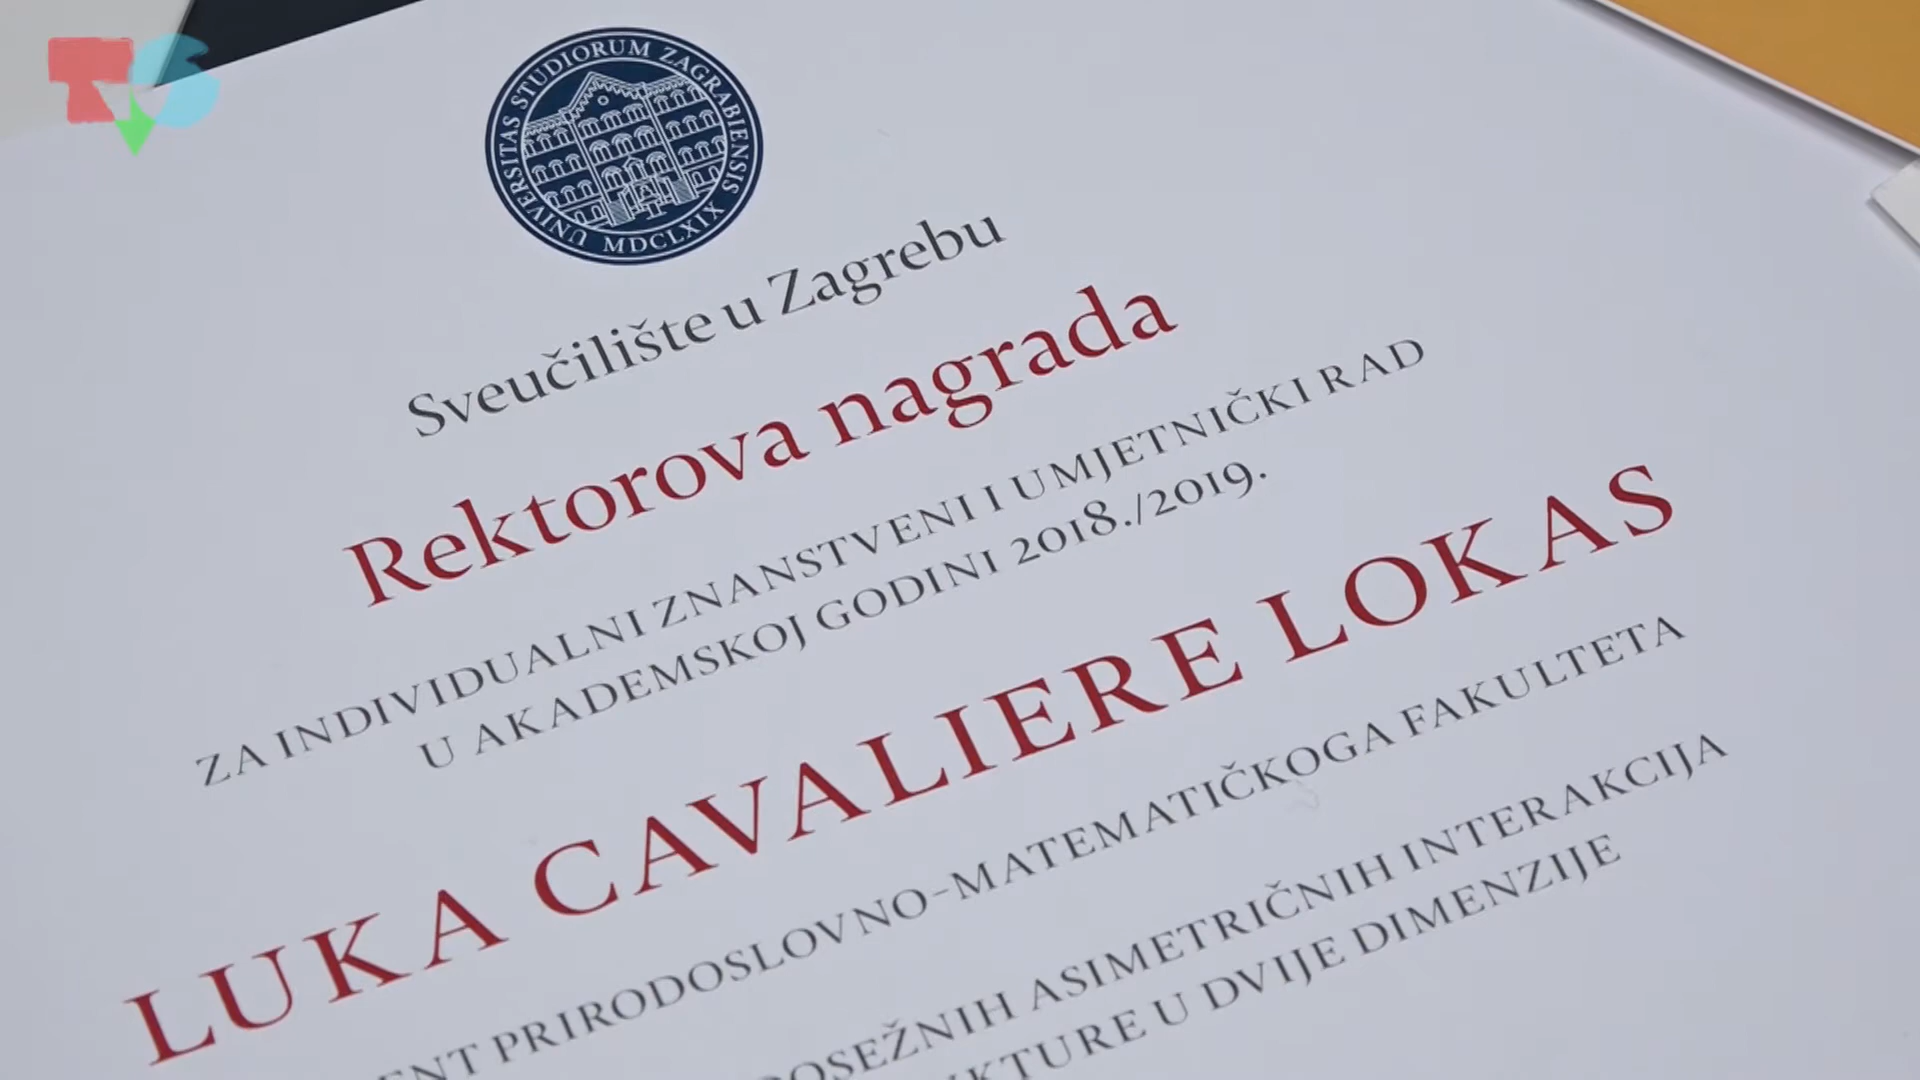 UNIVERSITAS STUDIORUM ZAGRABIENSIS
MDCLXIX
Sveučilište u Zagrebu
Rektorova nagrada
ZA INDIVIDUALNI ZNANSTVENI I UMJETNIČKI RAD
U AKADEMSKOJ GODINI 2018./2019.
LUKA CAVALIERE LOKAS
PRIRODOSLOVNO-MATEMATIČKOGA FAKULTETA
ASIMETRIČNIH INTERAKCIJA
U DVIJE DIMENZIJE